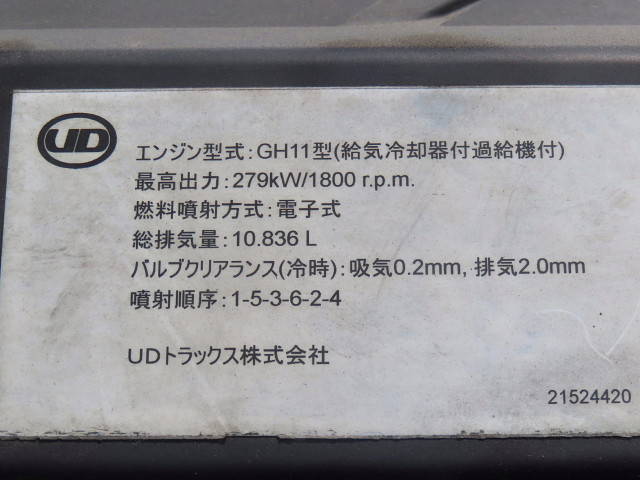 UD
エンジン型式:GH11型(給気冷却器付過給機付)
最高出力:279kW/1800 r.p.m.
燃料噴射方式:電子式
総排気量:10.836 L
バルブクリアランス(冷時):吸気0.2mm, 排気2.0mm
噴射順序:1-5-3-6-2-4
UDトラックス株式会社
21524420